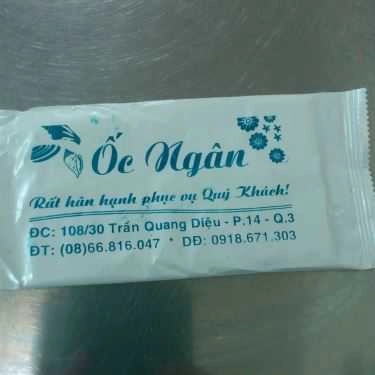 Ốc Ngân
Rất hân hạnh phục vụ Quý Khách!
ĐC: 108/30 Trần Quang Diệu - P.14 - Q.3
ĐT: (08)66.816.047 * DĐ: 0918.671.303